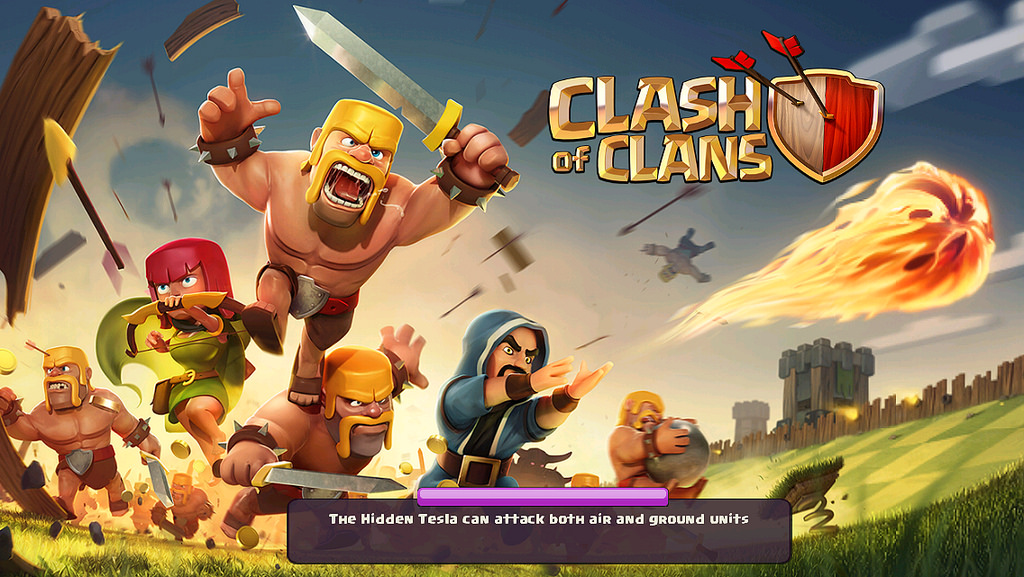 CLASH
OF CLANS
The Hidden Tesla can attack both air and ground units